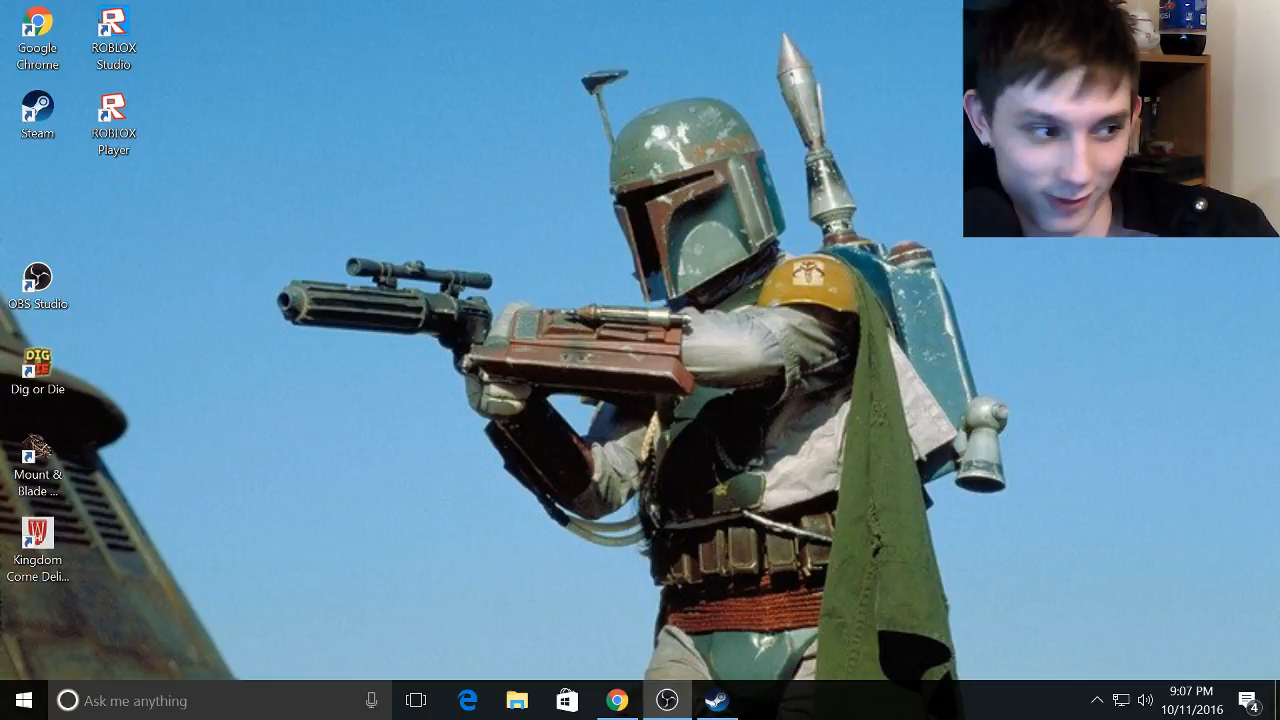 Google
Chrome
ROBLOX
Studio
Steam
ROBLOX
Player
OBS Studio
DIG
DIE
Dig or Die
Mount &
Blade ...
Kingdom
Come Deli...
Ask me anything
9:07 PM
10/11/2016
4